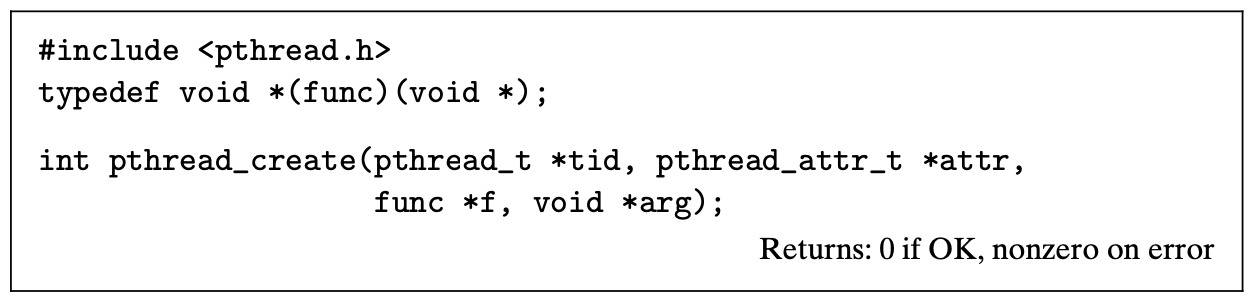 #include <pthread.h>
typedef void *(func)(void *);
int pthread_create(pthread_t *tid, pthread_attr_t *attr,
func *f, void *arg);
Returns: 0 if OK, nonzero on error